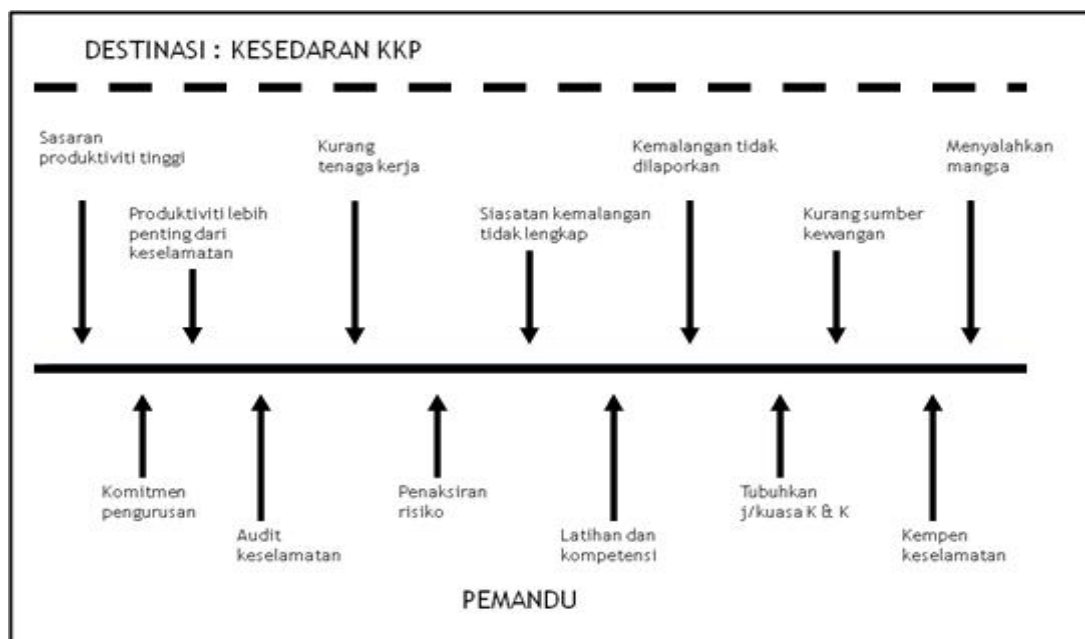 DESTINASI : KESEDARAN KKP
Sasaran
produktiviti tinggi
Kurang
tenaga kerja
Kemalangan tidak
dilaporkan
Menyalahkan
mangsa
Produktiviti lebih
penting dari
keselamatan
Siasatan kemalangan
tidak lengkap
Kurang sumber
kewangan
Komitmen
pengurusan
Penaksiran
risiko
Tubuhkan
j/kuasa K & K
Audit
keselamatan
Latihan dan
kompetensi
Kempen
keselamatan
PEMANDU